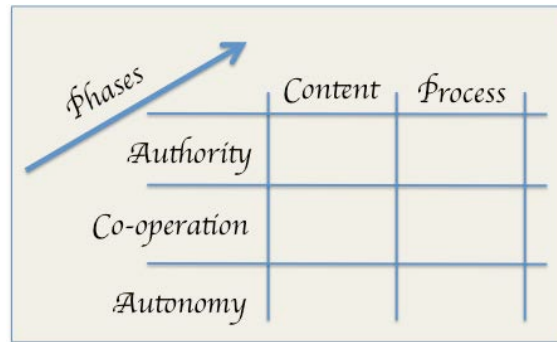 Phases
Content Process
Authority
Co-operation
Autonomy